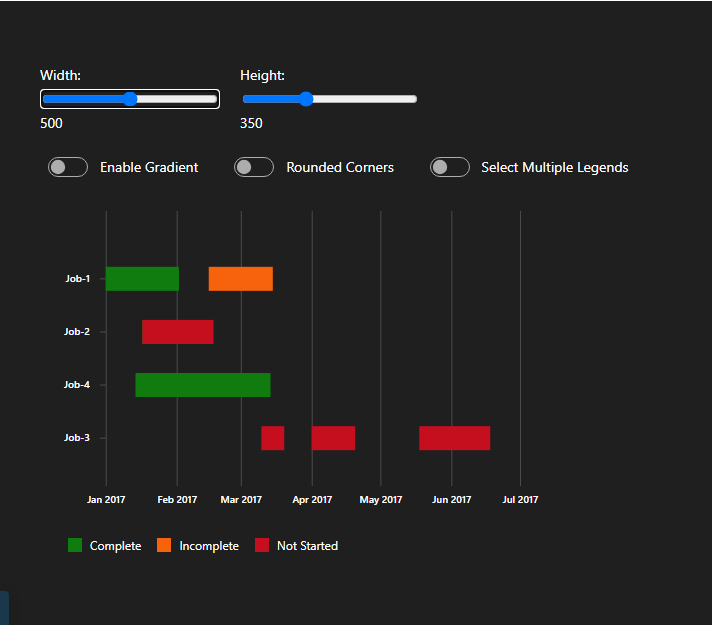 Width: Height:
500 350
Enable Gradient Rounded Corners Select Multiple Legends
Job-1
Job-2
Job-4
Job-3
Jan 2017 Feb 2017 Mar 2017 Apr 2017 May 2017 Jun 2017 Jul 2017
Complete Incomplete Not Started